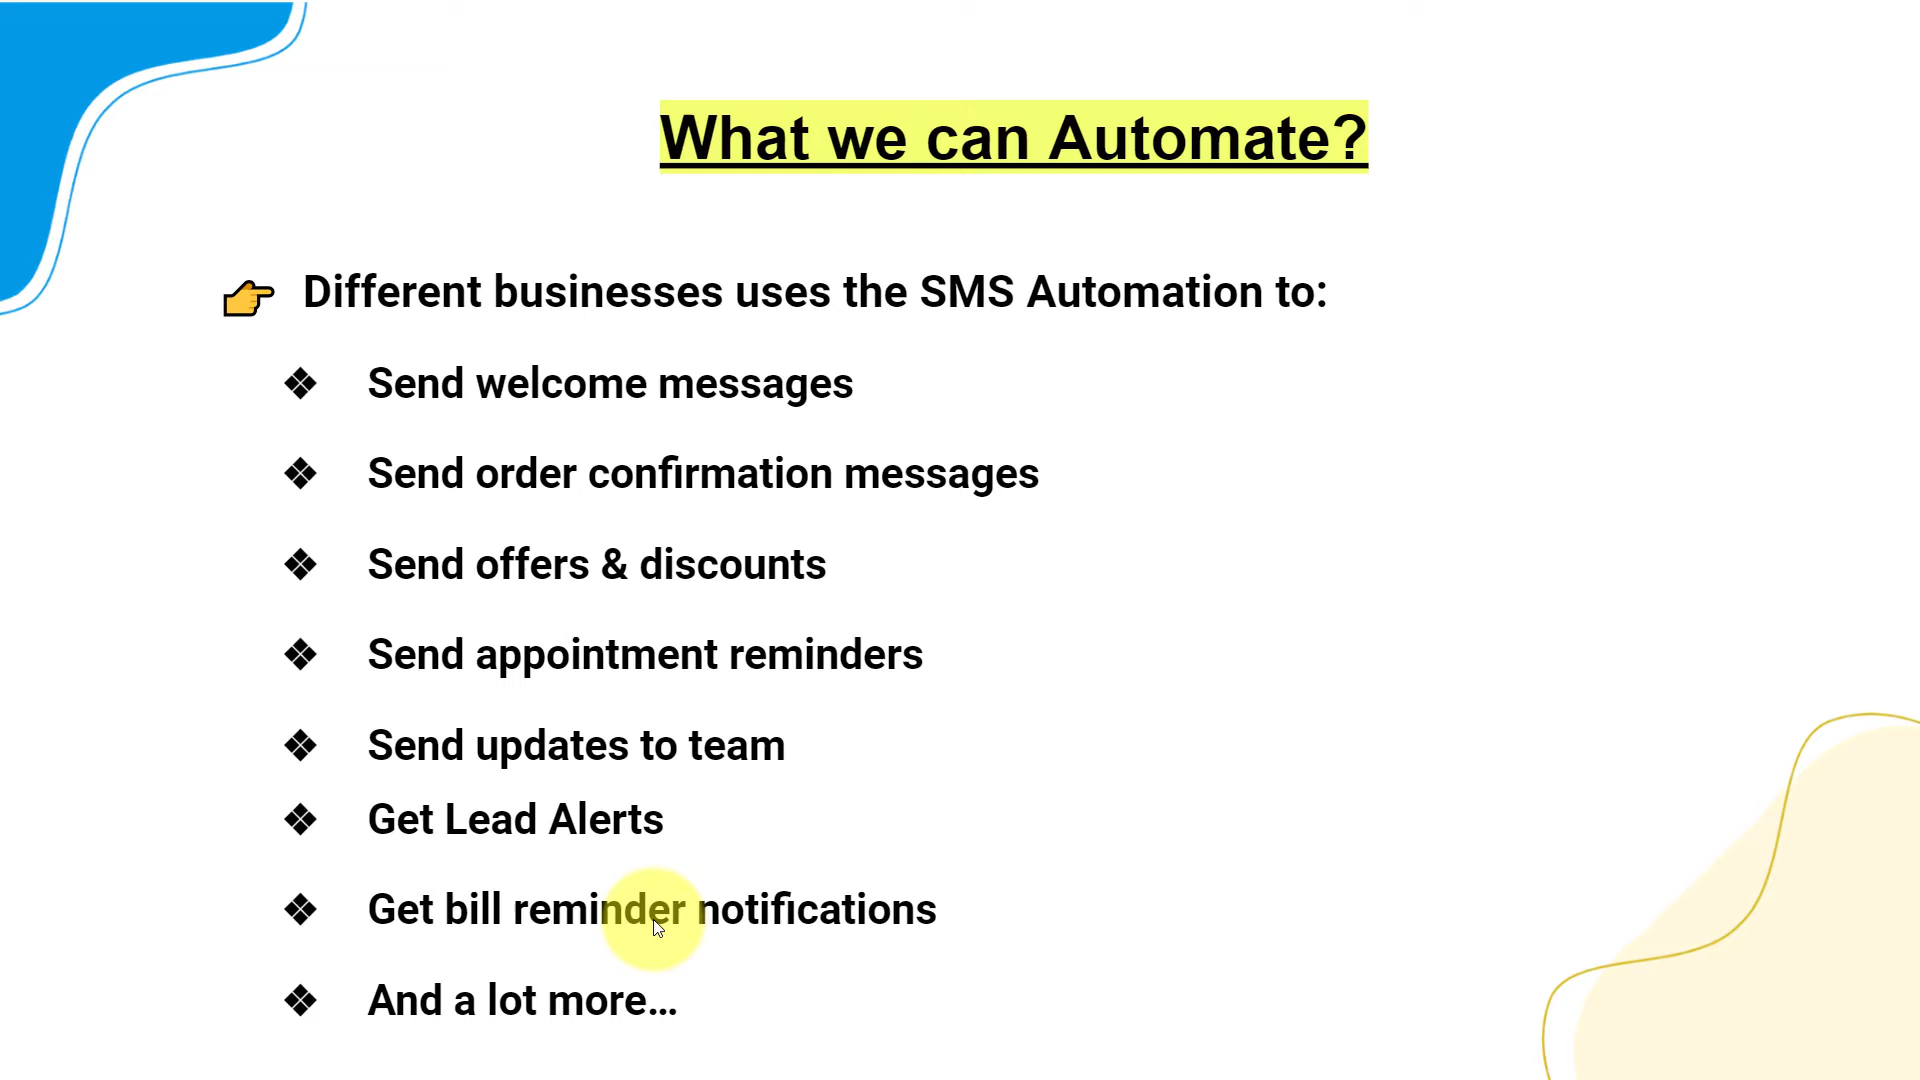 What we can Automate?
👉 Different businesses uses the SMS Automation to:
❖ Send welcome messages
❖ Send order confirmation messages
❖ Send offers & discounts
❖ Send appointment reminders
❖ Send updates to team
❖ Get Lead Alerts
❖ Get bill reminder notifications
❖ And a lot more...